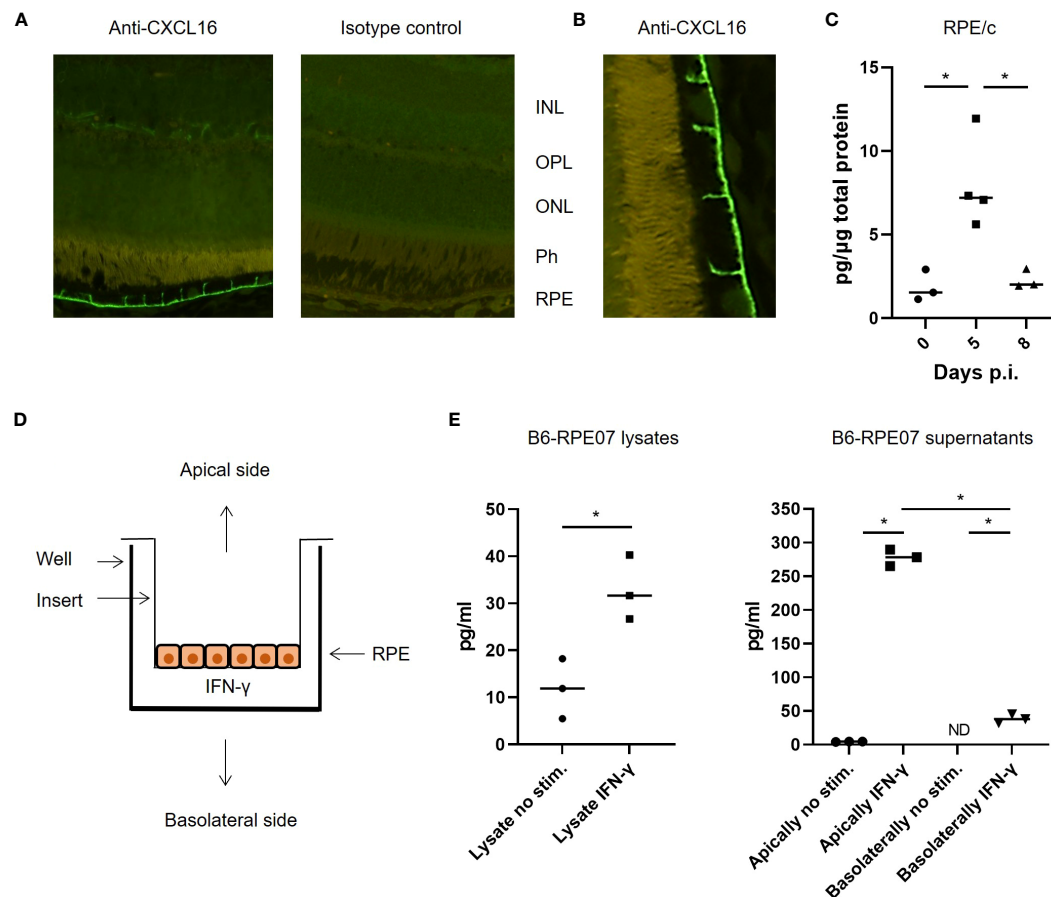 A
Anti-CXCL16
Isotype control
INL
OPL
ONL
Ph
RPE
B
Anti-CXCL16
C
RPE/c
pg/µg total protein
15
10
5
0
* *
0 5 8
Days p.i.
D
Apical side
Well
Insert
RPE
IFN-γ
Basolateral side
E
B6-RPE07 lysates
pg/ml
50
40
30
20
10
0
*
Lysate no stim.
Lysate IFN-γ
B6-RPE07 supernatants
pg/ml
350
300
250
200
150
100
50
0
*
* *
ND
Apically no stim.
Apically IFN-γ
Basolaterally no stim.
Basolaterally IFN-γ